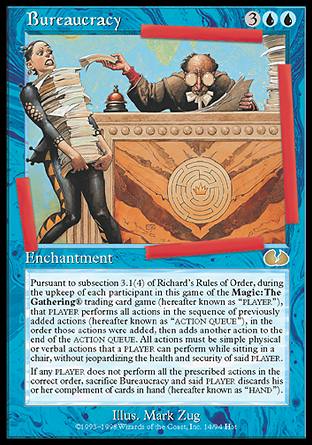 Bureaucracy 3
Enchantment
Pursuant to subsection 3.1(4) of Richard's Rules of Order, during
the upkeep of each participant in this game of the Magic: The
Gathering® trading card game (hereafter known as "PLAYER"),
that PLAYER performs all actions in the sequence of previously
added actions (hereafter known as "ACTION QUEUE"), in the
order those actions were added, then adds another action to the
end of the ACTION QUEUE. All actions must be simple physical
or verbal actions that a PLAYER can perform while sitting in a
chair, without jeopardizing the health and security of said PLAYER.
If any PLAYER does not perform all the prescribed actions in the
correct order, sacrifice Bureaucracy and said PLAYER discards his
or her complement of cards in hand (hereafter known as "HAND").
Illus. Mark Zug
©1993-1998 Wizards of the Coast, Inc. 14/94 Hot